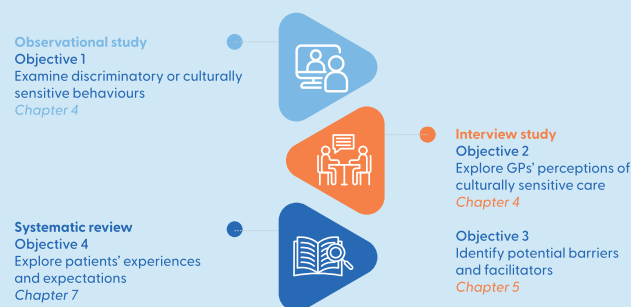 Observational study
Objective 1
Examine discriminatory or culturally
sensitive behaviours
Chapter 4
Interview study
Objective 2
Explore GPs' perceptions of
culturally sensitive care
Chapter 4
Objective 3
Identify potential barriers
and facilitators
Chapter 5
Systematic review
Objective 4
Explore patients' experiences
and expectations
Chapter 7